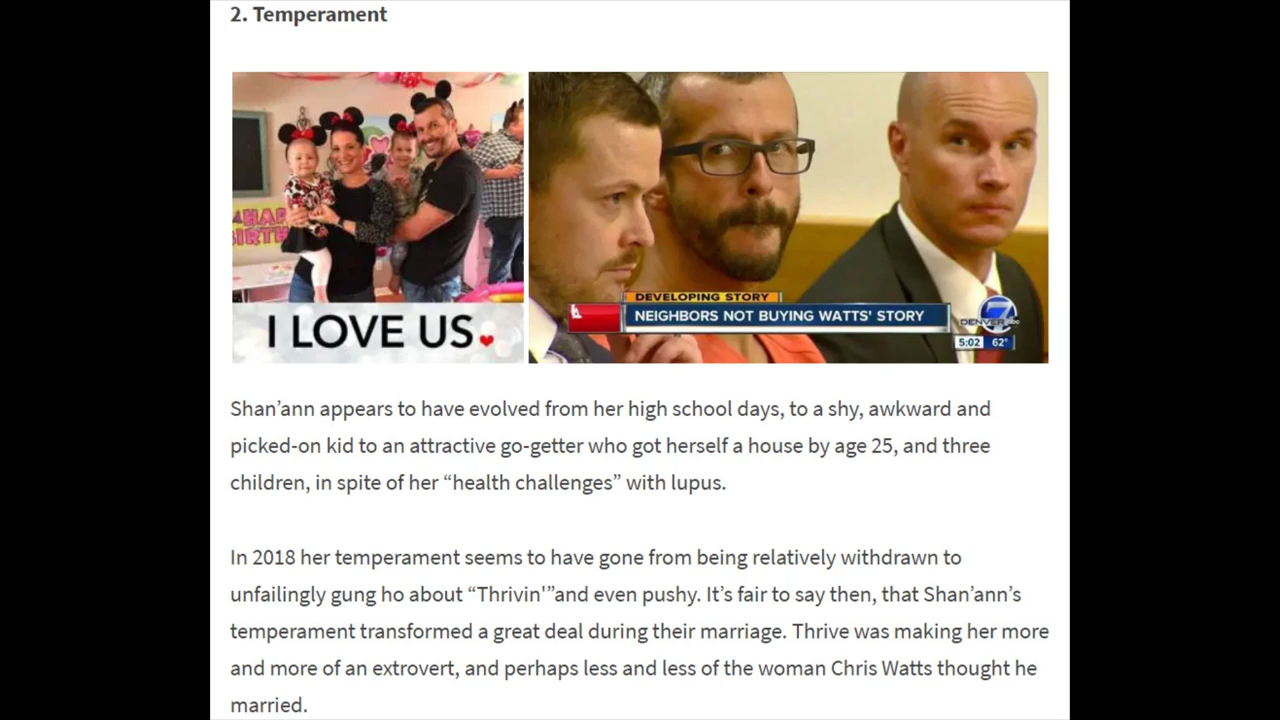 2. Temperament
HAP
BIRTH
I LOVE US
DEVELOPING STORY
NEIGHBORS NOT BUYING WATTS' STORY
DENVER 7 abc
5:02 62°
Shan’ann appears to have evolved from her high school days, to a shy, awkward and
picked-on kid to an attractive go-getter who got herself a house by age 25, and three
children, in spite of her “health challenges” with lupus.
In 2018 her temperament seems to have gone from being relatively withdrawn to
unfailingly gung ho about “Thrivin'”and even pushy. It’s fair to say then, that Shan’ann’s
temperament transformed a great deal during their marriage. Thrive was making her more
and more of an extrovert, and perhaps less and less of the woman Chris Watts thought he
married.